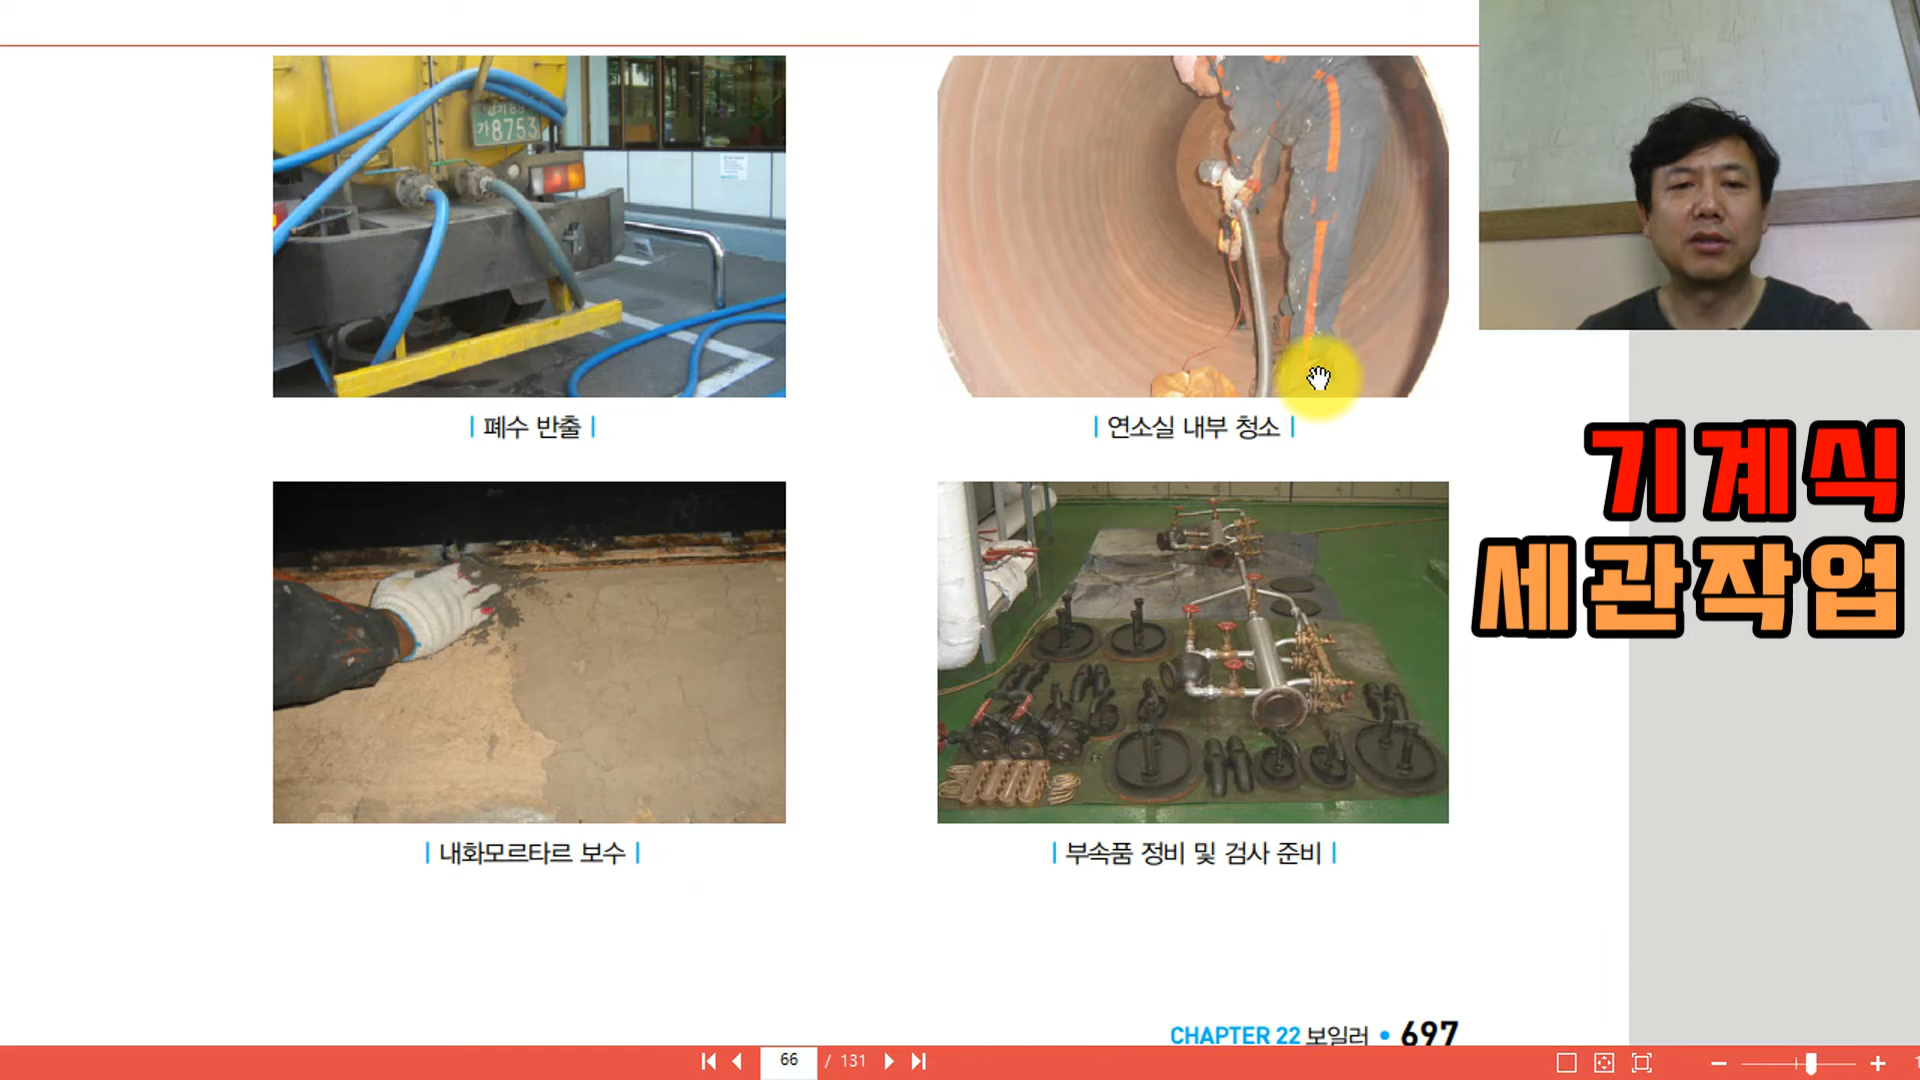 가8753
폐수 반출
연소실 내부 청소
기계식
세관작업
내화모르타르 보수
부속품 정비 및 검사 준비
CHAPTER 22 보일러 • 697
66 / 131